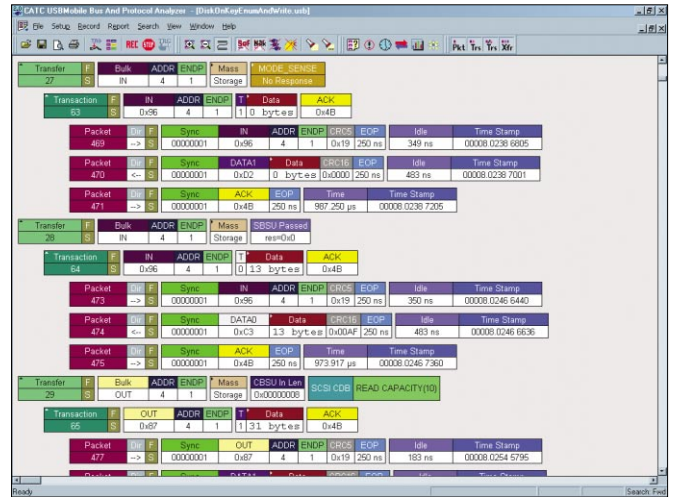 CATC USBMobile Bus And Protocol Analyzer - [DiskOnKeyEnumAndWrite.usb]
File Setup Record Report Search View Window Help
REC Pkt Trs Trs Xfr
Transfer F Bulk ADDR ENDP Mass MODE_SENSE
27 S IN 4 1 Storage No Response
Transaction F IN ADDR ENDP T Data ACK
63 S 0x96 4 1 1 0 bytes 0x4B
Packet Dir F Sync IN ADDR ENDP CRC5 EOP Idle Time Stamp
469 --> S 00000001 0x96 4 1 0x19 250 ns 349 ns 00008.0238 6805
Packet Dir F Sync DATA1 Data CRC16 EOP Idle Time Stamp
470 <-- S 00000001 0xD2 0 bytes 0x0000 250 ns 483 ns 00008.0238 7001
Packet Dir F Sync ACK EOP Time Time Stamp
471 --> S 00000001 0x4B 250 ns 987.250 µs 00008.0238 7205
Transfer F Bulk ADDR ENDP Mass SBSU Passed
28 S IN 4 1 Storage res=0x0
Transaction F IN ADDR ENDP T Data ACK
64 S 0x96 4 1 0 13 bytes 0x4B
Packet Dir F Sync IN ADDR ENDP CRC5 EOP Idle Time Stamp
473 --> S 00000001 0x96 4 1 0x19 250 ns 350 ns 00008.0246 6440
Packet Dir F Sync DATA0 Data CRC16 EOP Idle Time Stamp
474 <-- S 00000001 0xC3 13 bytes 0x00AF 250 ns 483 ns 00008.0246 6636
Packet Dir F Sync ACK EOP Time Time Stamp
475 --> S 00000001 0x4B 250 ns 973.917 µs 00008.0246 7360
Transfer F Bulk ADDR ENDP Mass CBSU In Len SCSI CDB READ CAPACITY(10)
29 S OUT 4 1 Storage 0x00000008
Transaction F OUT ADDR ENDP T Data ACK
65 S 0x87 4 1 1 31 bytes 0x4B
Packet Dir F Sync OUT ADDR ENDP CRC5 EOP Idle Time Stamp
477 --> S 00000001 0x87 4 1 0x19 250 ns 183 ns 00008.0254 5795
Ready Search: Fwd